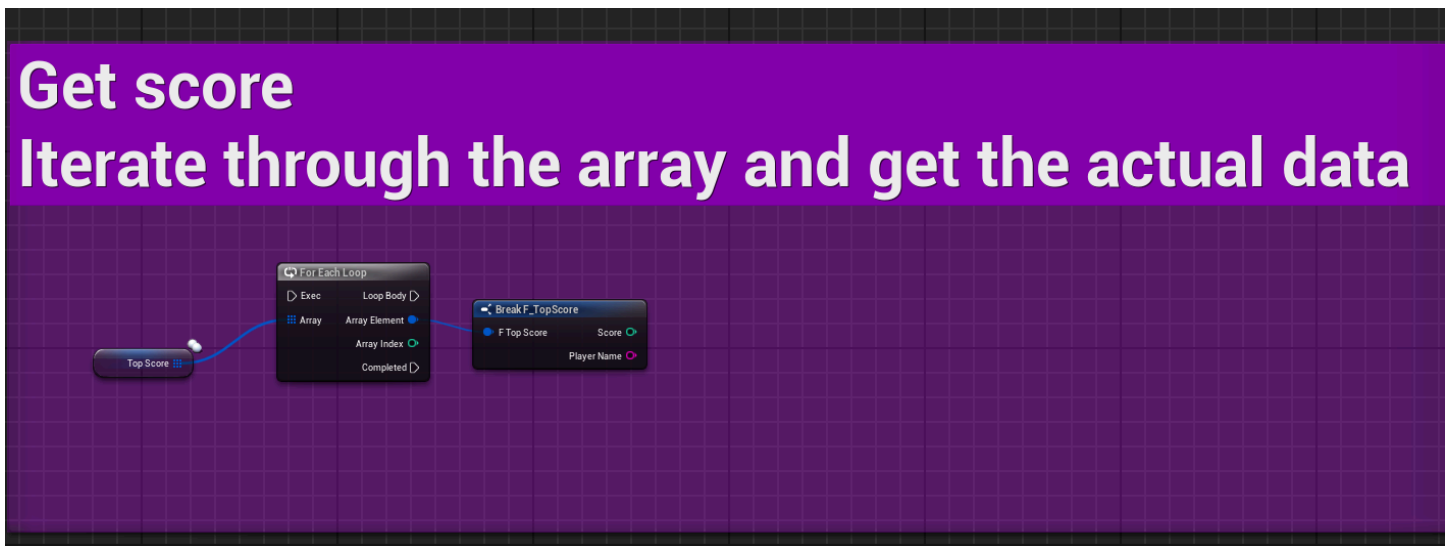 Get score
Iterate through the array and get the actual data
For Each Loop
Exec Loop Body
Array Array Element
Array Index
Completed
Top Score
Break F_TopScore
F Top Score Score
Player Name